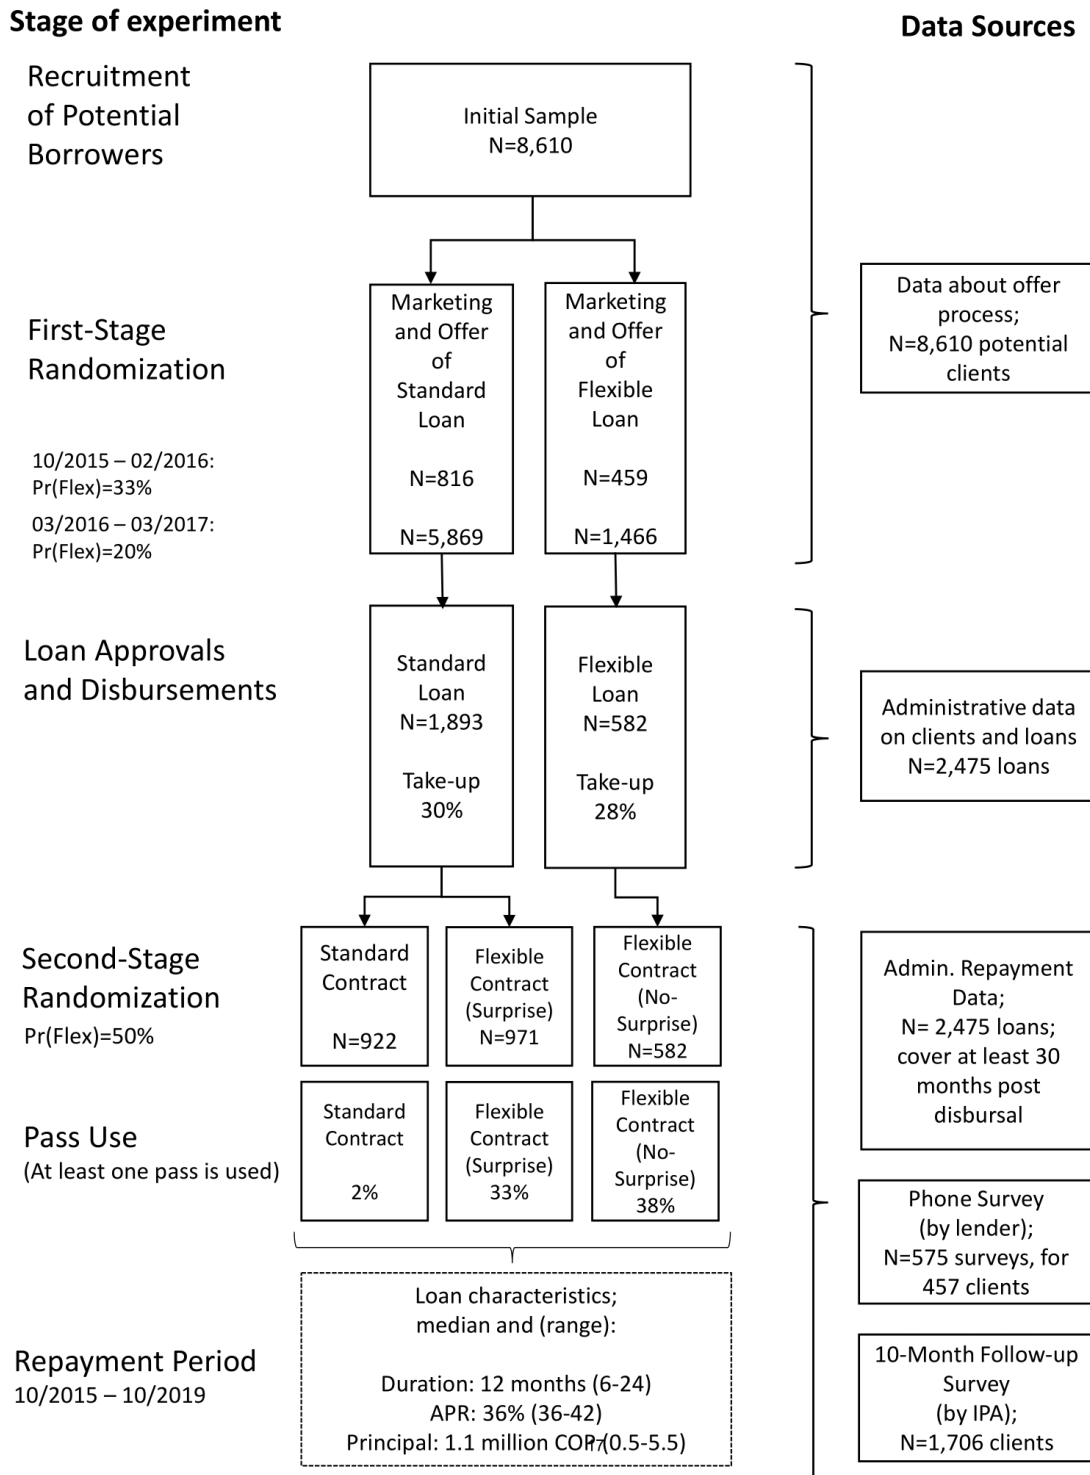 Stage of experiment
Data Sources
Recruitment
of Potential
Borrowers
Initial Sample
N=8,610
First-Stage
Randomization
10/2015 – 02/2016:
Pr(Flex)=33%
03/2016 – 03/2017:
Pr(Flex)=20%
Marketing
and Offer
of
Standard
Loan
N=816
N=5,869
Marketing
and Offer
of
Flexible
Loan
N=459
N=1,466
Data about offer
process;
N=8,610 potential
clients
Loan Approvals
and Disbursements
Standard
Loan
N=1,893
Take-up
30%
Flexible
Loan
N=582
Take-up
28%
Administrative data
on clients and loans
N=2,475 loans
Second-Stage
Randomization
Pr(Flex)=50%
Standard
Contract
N=922
Flexible
Contract
(Surprise)
N=971
Flexible
Contract
(No-
Surprise)
N=582
Admin. Repayment
Data;
N= 2,475 loans;
cover at least 30
months post
disbursal
Pass Use
(At least one pass is used)
Standard
Contract
2%
Flexible
Contract
(Surprise)
33%
Flexible
Contract
(No-
Surprise)
38%
Phone Survey
(by lender);
N=575 surveys, for
457 clients
Repayment Period
10/2015 – 10/2019
Loan characteristics;
median and (range):
Duration: 12 months (6-24)
APR: 36% (36-42)
Principal: 1.1 million COP (0.5-5.5)
17
10-Month Follow-up
Survey
(by IPA);
N=1,706 clients